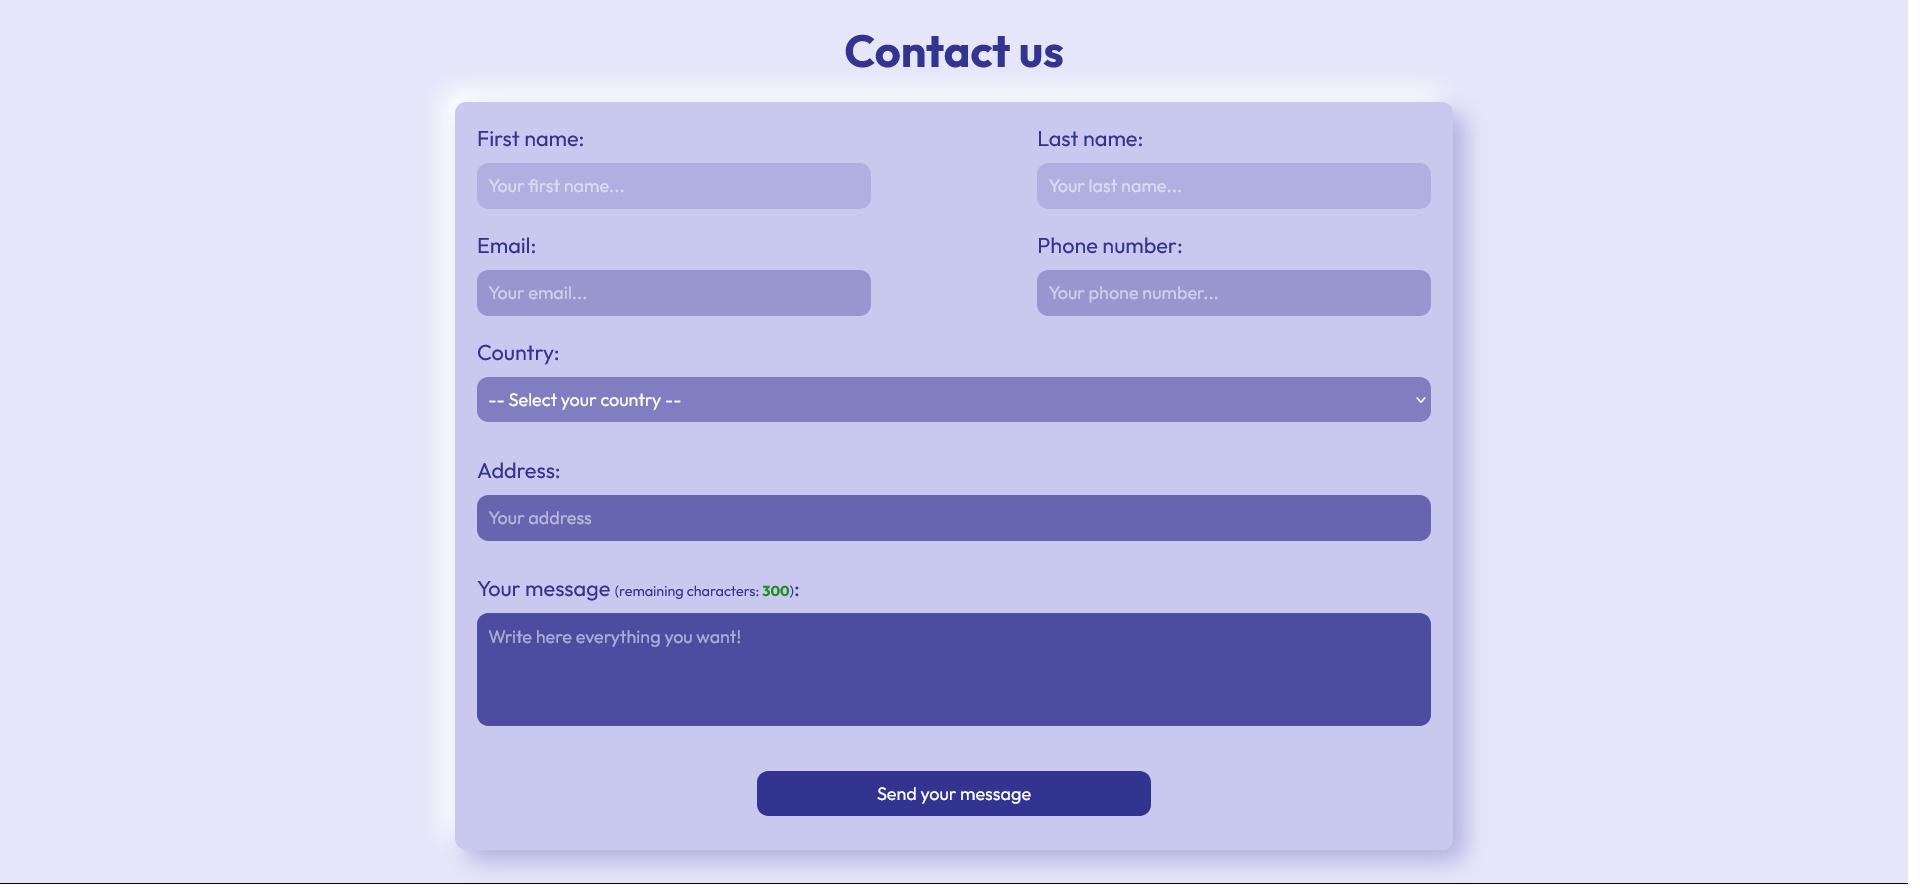 Contact us
First name:
Last name:
Your first name...
Your last name...
Email:
Phone number:
Your email...
Your phone number...
Country:
-- Select your country --
Address:
Your address
Your message (remaining characters: 300):
Write here everything you want!
Send your message